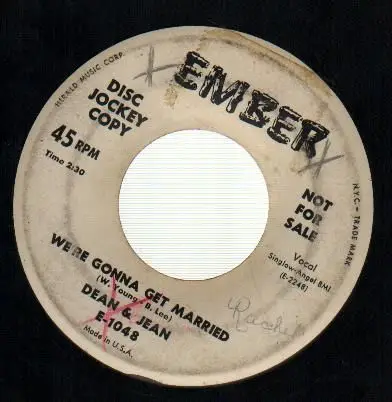 HERALD MUSIC CORP.
EMBER
DISC
JOCKEY
COPY
45 RPM
Time 2:30
NOT
FOR
SALE
Vocal
Singlow-Angel BMI
(E-2248)
N.Y.C. - TRADE MARK
WE'RE GONNA GET MARRIED
(W. Young - B. Lee)
DEAN & JEAN
E-1048
Made in U.S.A.